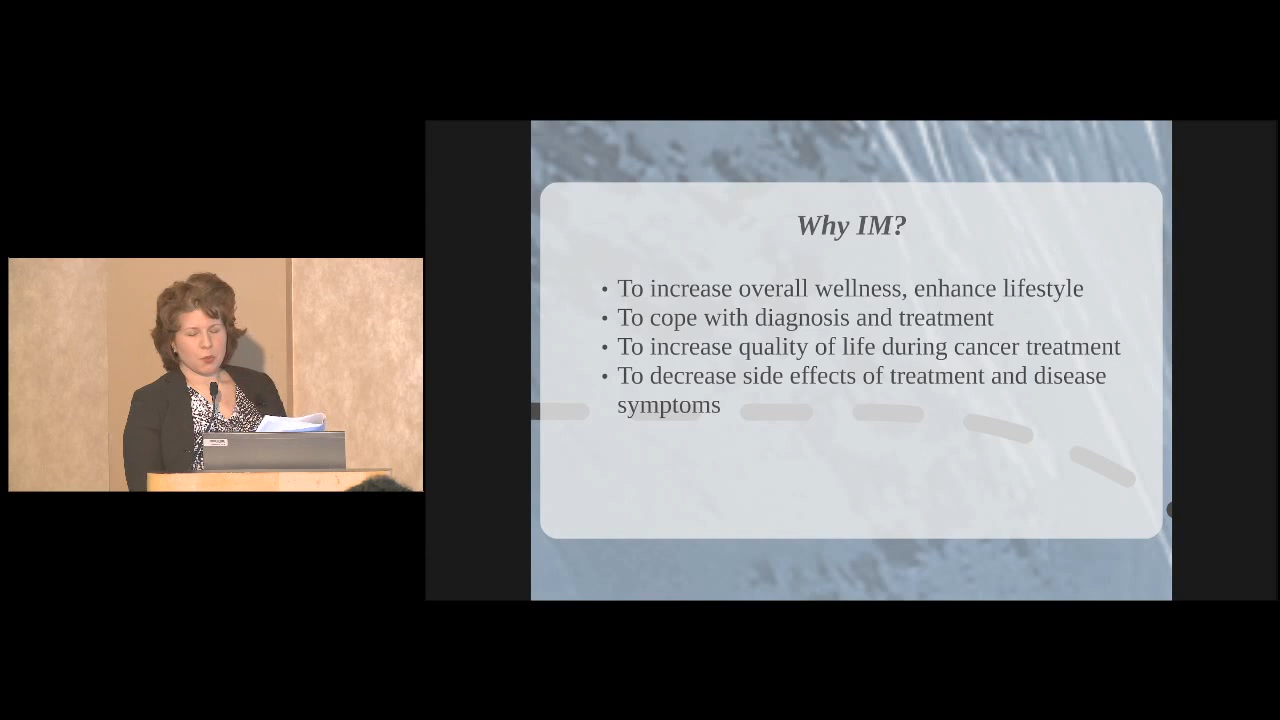 Why IM?
• To increase overall wellness, enhance lifestyle
• To cope with diagnosis and treatment
• To increase quality of life during cancer treatment
• To decrease side effects of treatment and disease
symptoms